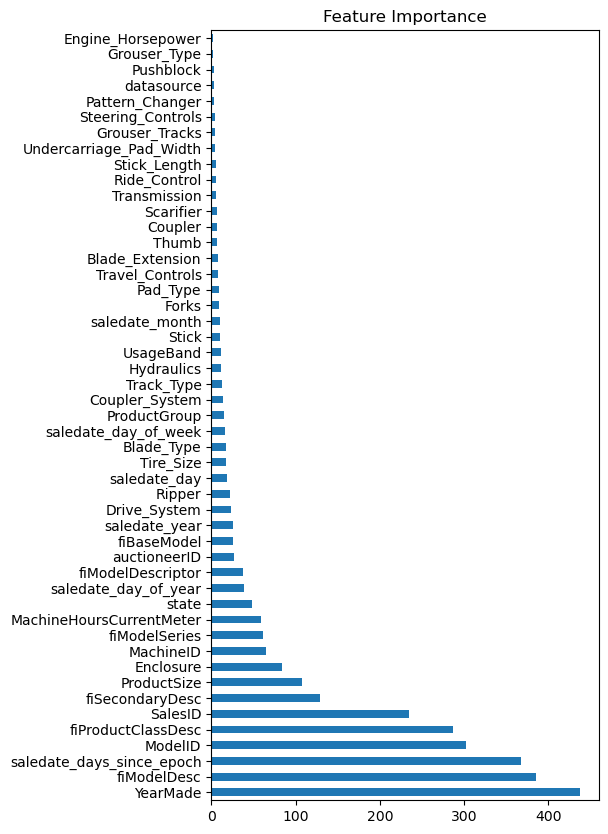 Feature Importance
Engine_Horsepower
Grouser_Type
Pushblock
datasource
Pattern_Changer
Steering_Controls
Grouser_Tracks
Undercarriage_Pad_Width
Stick_Length
Ride_Control
Transmission
Scarifier
Coupler
Thumb
Blade_Extension
Travel_Controls
Pad_Type
Forks
saledate_month
Stick
UsageBand
Hydraulics
Track_Type
Coupler_System
ProductGroup
saledate_day_of_week
Blade_Type
Tire_Size
saledate_day
Ripper
Drive_System
saledate_year
fiBaseModel
auctioneerID
fiModelDescriptor
saledate_day_of_year
state
MachineHoursCurrentMeter
fiModelSeries
MachineID
Enclosure
ProductSize
fiSecondaryDesc
SalesID
fiProductClassDesc
ModelID
saledate_days_since_epoch
fiModelDesc
YearMade
0 100 200 300 400